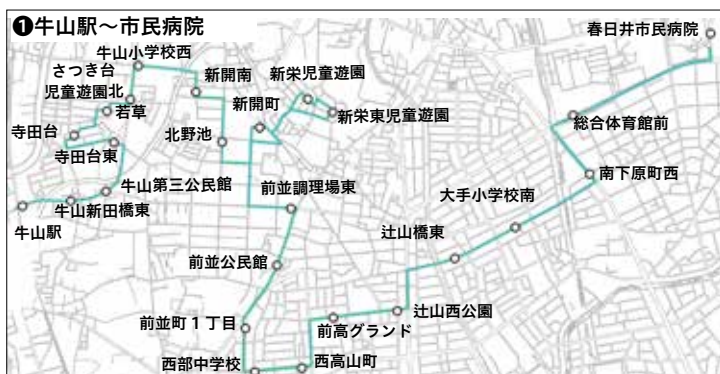 ❶牛山駅～市民病院
春日井市民病院
牛山小学校西
さつき台
児童遊園北
新開南
新栄児童遊園
若草
新開町
新栄東児童遊園
総合体育館前
寺田台
北野池
寺田台東
南下原町西
牛山第三公民館
前並調理場東
大手小学校南
牛山新田橋東
牛山駅
辻山橋東
前並公民館
辻山西公園
前並町１丁目
前高グランド
西部中学校
西高山町